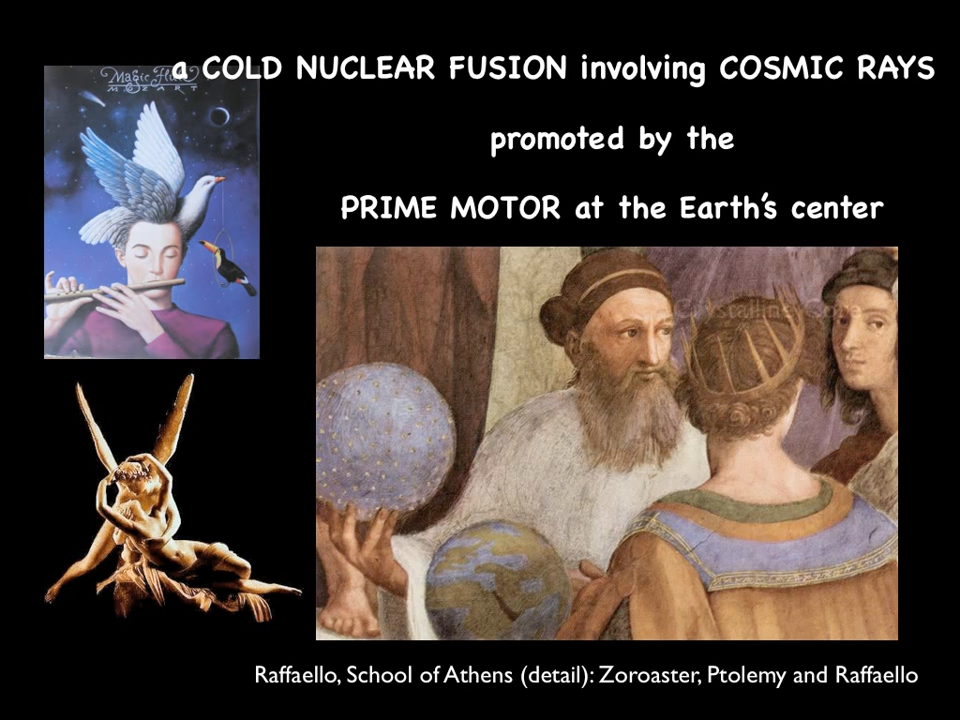 a COLD NUCLEAR FUSION involving COSMIC RAYS
Magic Flute
MOZART
promoted by the
PRIME MOTOR at the Earth's center
Raffaello, School of Athens (detail): Zoroaster, Ptolemy and Raffaello